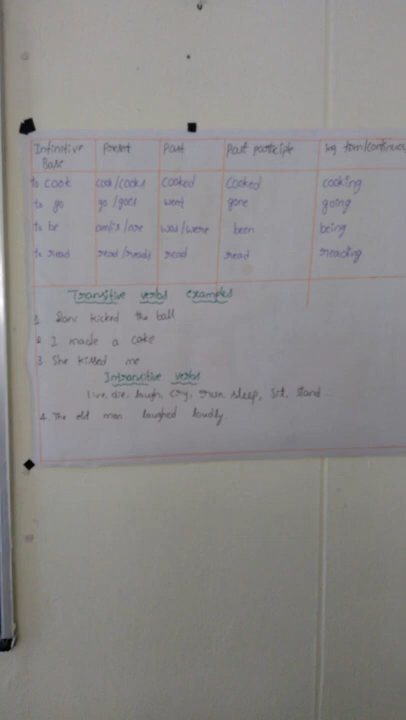 Infinitive Present Past Past participle ing form/continuou
Base
to cook cook/cooks cooked cooked cooking
to go go/goes went gone going
to be am/is/are was/were been being
to read read/reads read read reading
Transitive verbs examples
1. kicked the ball
2. I made a cake
3. She kissed me
Intransitive verbs
live, die, laugh, cry, run, sleep, sit, stand
4. The old man laughed loudly.